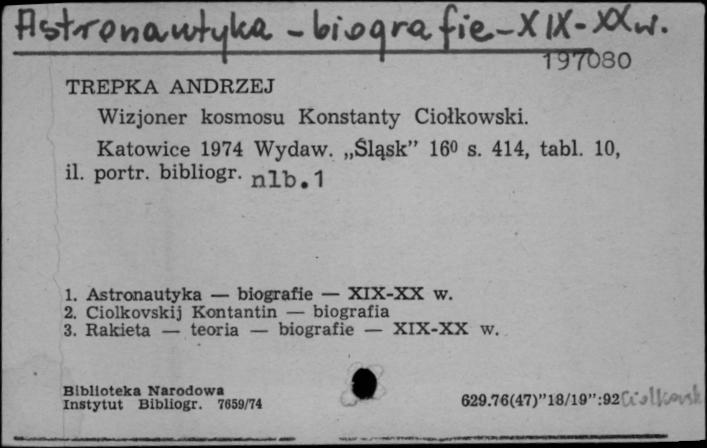 Astronawtyka - biografie - XIX - XXw.
197080
TREPKA ANDRZEJ
Wizjoner kosmosu Konstanty Ciołkowski.
Katowice 1974 Wydaw. „Śląsk” 16⁰ s. 414, tabl. 10,
il. portr. bibliogr. nlb.1
1. Astronautyka — biografie — XIX-XX w.
2. Ciolkovskij Kontantin — biografia
3. Rakieta — teoria — biografie — XIX-XX w.
Biblioteka Narodowa
Instytut Bibliogr. 7659/74
629.76(47)”18/19”:92